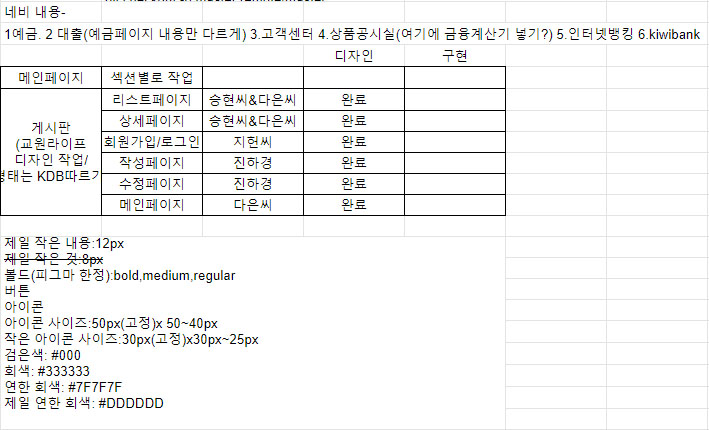 네비 내용-
1예금. 2 대출(예금페이지 내용만 다르게) 3.고객센터 4.상품공시실(여기에 금융계산기 넣기?) 5.인터넷뱅킹 6.kiwibank
디자인 구현
메인페이지 섹션별로 작업
리스트페이지 승현씨&다은씨 완료
상세페이지 승현씨&다은씨 완료
게시판
(교원라이프
디자인 작업/
형태는 KDB따르기
회원가입/로그인 지헌씨 완료
작성페이지 진하경 완료
수정페이지 진하경 완료
메인페이지 다은씨 완료
제일 작은 내용:12px
제일 작은 것:8px
볼드(피그마 한정):bold,medium,regular
버튼
아이콘
아이콘 사이즈:50px(고정)x 50~40px
작은 아이콘 사이즈:30px(고정)x30px~25px
검은색: #000
회색: #333333
연한 회색: #7F7F7F
제일 연한 회색: #DDDDDD